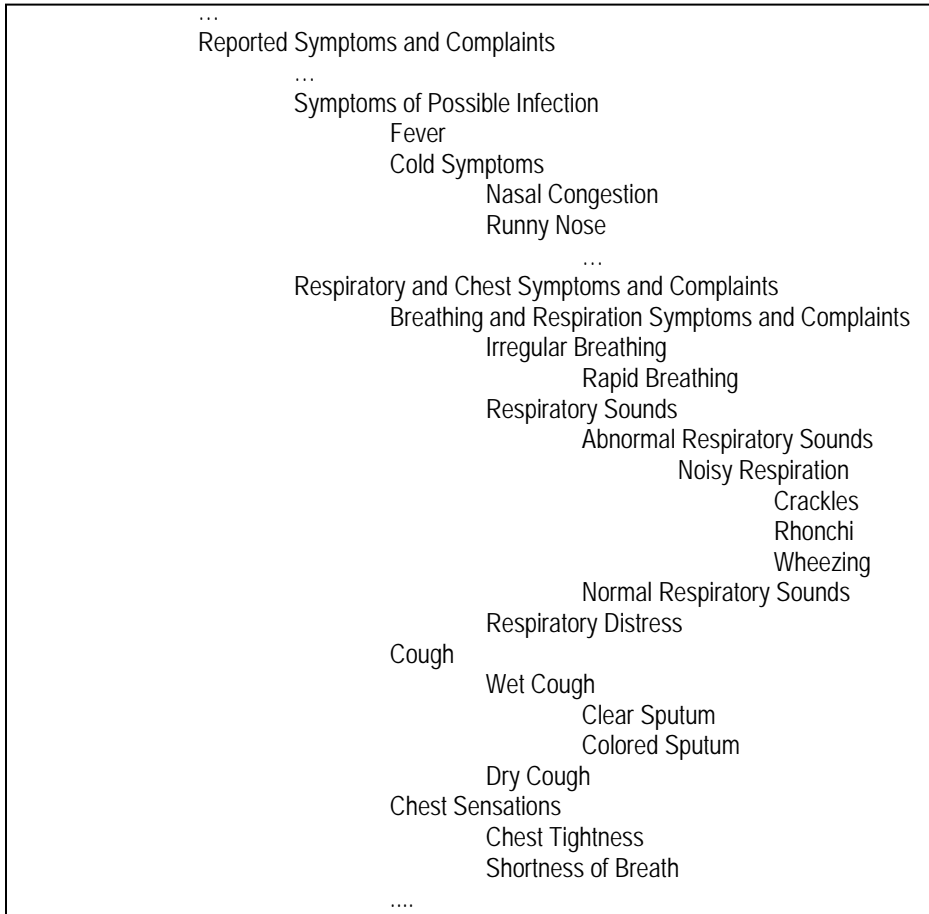 …
Reported Symptoms and Complaints
…
Symptoms of Possible Infection
Fever
Cold Symptoms
Nasal Congestion
Runny Nose
…
Respiratory and Chest Symptoms and Complaints
Breathing and Respiration Symptoms and Complaints
Irregular Breathing
Rapid Breathing
Respiratory Sounds
Abnormal Respiratory Sounds
Noisy Respiration
Crackles
Rhonchi
Wheezing
Normal Respiratory Sounds
Respiratory Distress
Cough
Wet Cough
Clear Sputum
Colored Sputum
Dry Cough
Chest Sensations
Chest Tightness
Shortness of Breath
....